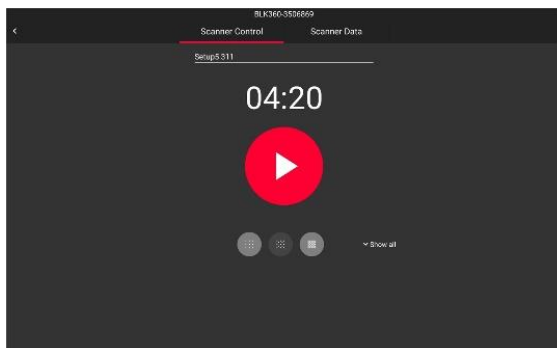 BLK360-3506869
Scanner Control
Scanner Data
Setup5 311
04:20
Show all